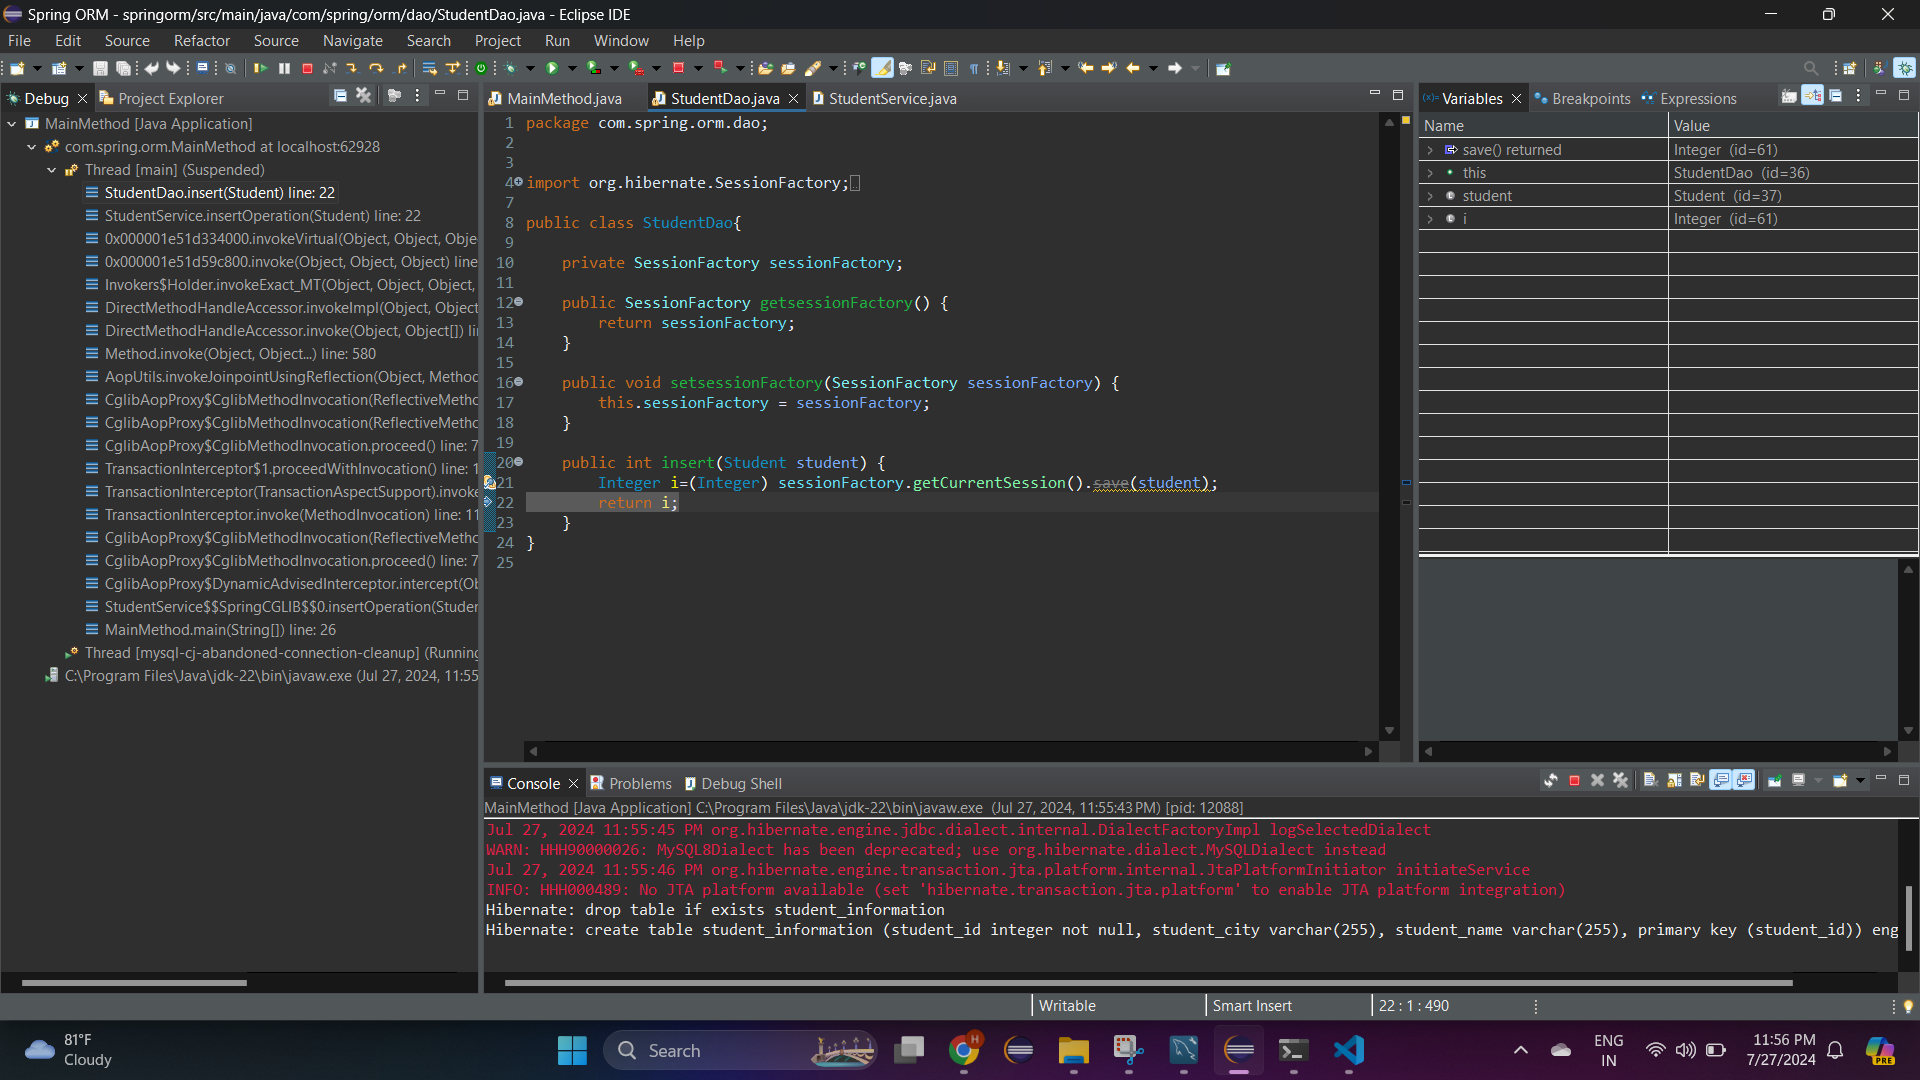 Spring ORM - springorm/src/main/java/com/spring/orm/dao/StudentDao.java - Eclipse IDE
File Edit Source Refactor Source Navigate Search Project Run Window Help
Debug Project Explorer
MainMethod [Java Application]
com.spring.orm.MainMethod at localhost:62928
Thread [main] (Suspended)
StudentDao.insert(Student) line: 22
StudentService.insertOperation(Student) line: 22
0x000001e51d334000.invokeVirtual(Object, Object, Obje
0x000001e51d59c800.invoke(Object, Object, Object) line
Invokers$Holder.invokeExact_MT(Object, Object, Object,
DirectMethodHandleAccessor.invokeImpl(Object, Object
DirectMethodHandleAccessor.invoke(Object, Object[]) li
Method.invoke(Object, Object...) line: 580
AopUtils.invokeJoinpointUsingReflection(Object, Method
CglibAopProxy$CglibMethodInvocation(ReflectiveMetho
CglibAopProxy$CglibMethodInvocation(ReflectiveMetho
CglibAopProxy$CglibMethodInvocation.proceed() line: 7
TransactionInterceptor$1.proceedWithInvocation() line: 1
TransactionInterceptor(TransactionAspectSupport).invoke
TransactionInterceptor.invoke(MethodInvocation) line: 11
CglibAopProxy$CglibMethodInvocation(ReflectiveMetho
CglibAopProxy$CglibMethodInvocation.proceed() line: 7
CglibAopProxy$DynamicAdvisedInterceptor.intercept(Ob
StudentService$$SpringCGLIB$$0.insertOperation(Studen
MainMethod.main(String[]) line: 26
Thread [mysql-cj-abandoned-connection-cleanup] (Running
C:\Program Files\Java\jdk-22\bin\javaw.exe (Jul 27, 2024, 11:55
MainMethod.java StudentDao.java StudentService.java
1 package com.spring.orm.dao;
2
3
4 import org.hibernate.SessionFactory;
7
8 public class StudentDao{
9
10 private SessionFactory sessionFactory;
11
12 public SessionFactory getsessionFactory() {
13 return sessionFactory;
14 }
15
16 public void setsessionFactory(SessionFactory sessionFactory) {
17 this.sessionFactory = sessionFactory;
18 }
19
20 public int insert(Student student) {
21 Integer i=(Integer) sessionFactory.getCurrentSession().save(student);
22 return i;
23 }
24 }
25
Variables Breakpoints Expressions
Name Value
save() returned Integer (id=61)
this StudentDao (id=36)
student Student (id=37)
i Integer (id=61)
Console Problems Debug Shell
MainMethod [Java Application] C:\Program Files\Java\jdk-22\bin\javaw.exe (Jul 27, 2024, 11:55:43 PM) [pid: 12088]
Jul 27, 2024 11:55:45 PM org.hibernate.engine.jdbc.dialect.internal.DialectFactoryImpl logSelectedDialect
WARN: HHH90000026: MySQL8Dialect has been deprecated; use org.hibernate.dialect.MySQLDialect instead
Jul 27, 2024 11:55:46 PM org.hibernate.engine.transaction.jta.platform.internal.JtaPlatformInitiator initiateService
INFO: HHH000489: No JTA platform available (set 'hibernate.transaction.jta.platform' to enable JTA platform integration)
Hibernate: drop table if exists student_information
Hibernate: create table student_information (student_id integer not null, student_city varchar(255), student_name varchar(255), primary key (student_id)) eng
Writable Smart Insert 22 : 1 : 490
81°F
Cloudy
Search
ENG
IN
11:56 PM
7/27/2024
PRE